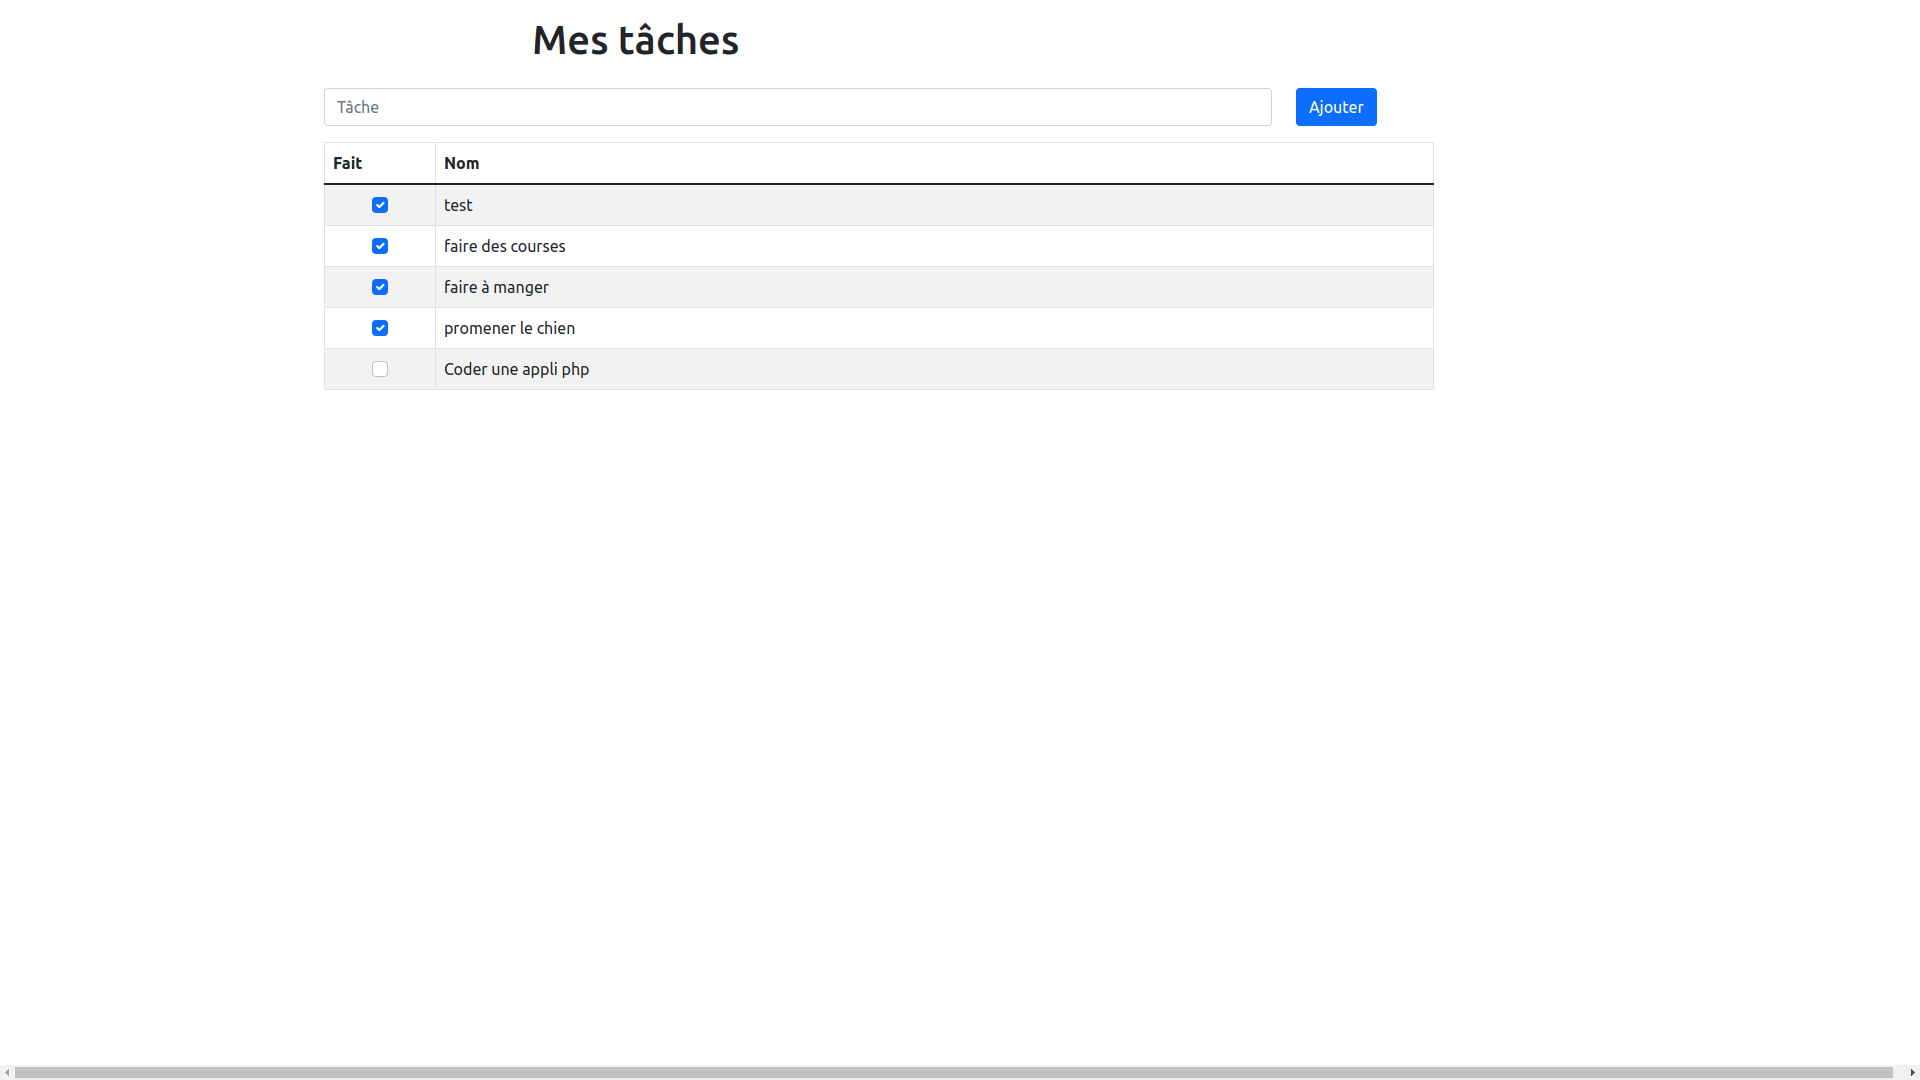 Mes tâches
Tâche
Ajouter
Fait Nom
test
faire des courses
faire à manger
promener le chien
Coder une appli php